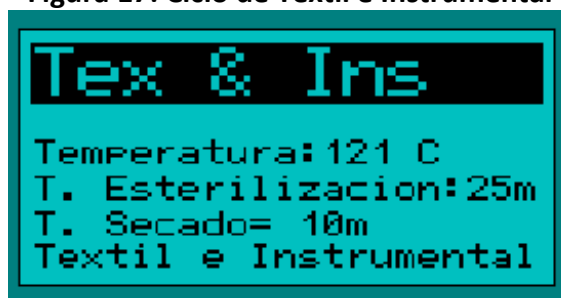 Figura 17. Ciclo de Textil e Instrumental
Tex & Ins
Temperatura:121 C
T. Esterilizacion:25m
T. Secado= 10m
Textil e Instrumental